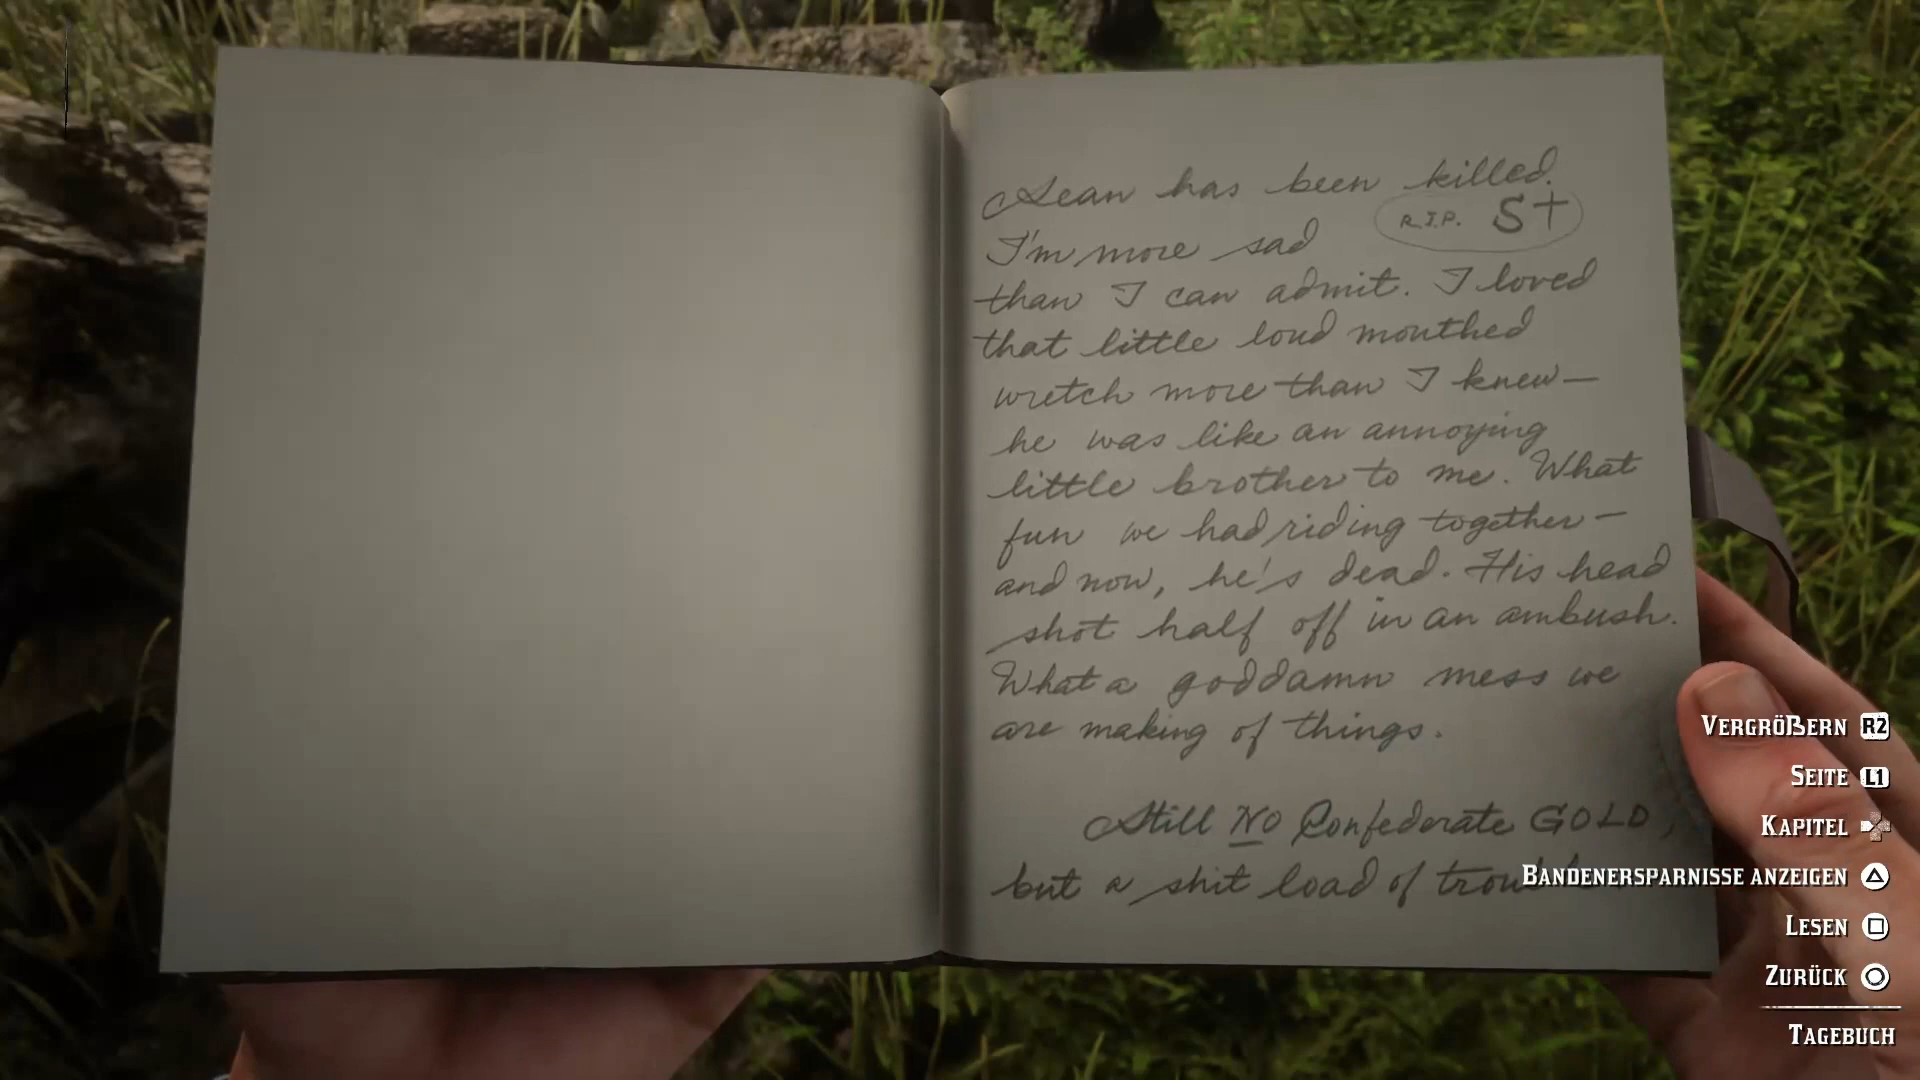 Sean has been killed.
R.I.P. S†
I'm more sad
than I can admit. I loved
that little loud mouthed
wretch more than I knew—
he was like an annoying
little brother to me. What
fun we had riding together—
and now, he's dead. His head
shot half off in an ambush.
What a goddamn mess we
are making of things.
Still NO Confederate GOLD,
but a shit load of
VERGRÖßERN R2
SEITE L1
KAPITEL
BANDENERSPARNISSE ANZEIGEN
LESEN
ZURÜCK
TAGEBUCH